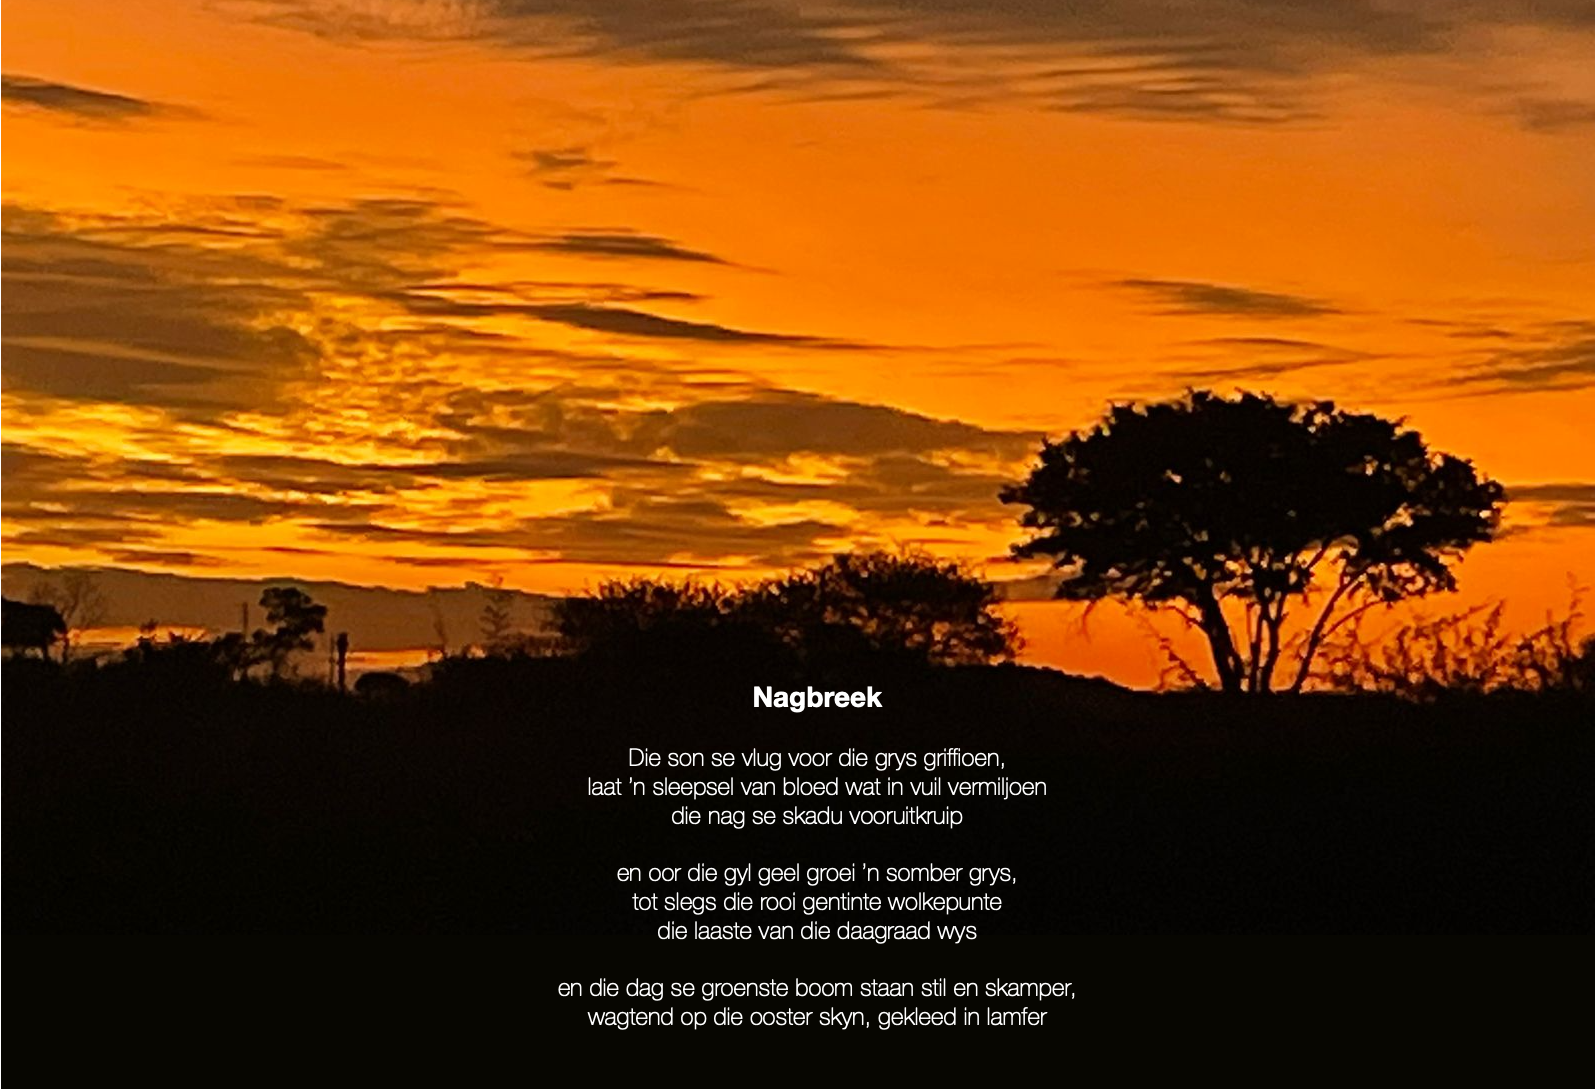 Nagbreek
Die son se vlug voor die grys griffioen,
laat 'n sleepsel van bloed wat in vuil vermiljoen
die nag se skadu vooruitkruip
en oor die gyl geel groei 'n somber grys,
tot slegs die rooi gentinte wolkepunte
die laaste van die daagraad wys
en die dag se groenste boom staan stil en skamper,
wagtend op die ooster skyn, gekleed in lamfer